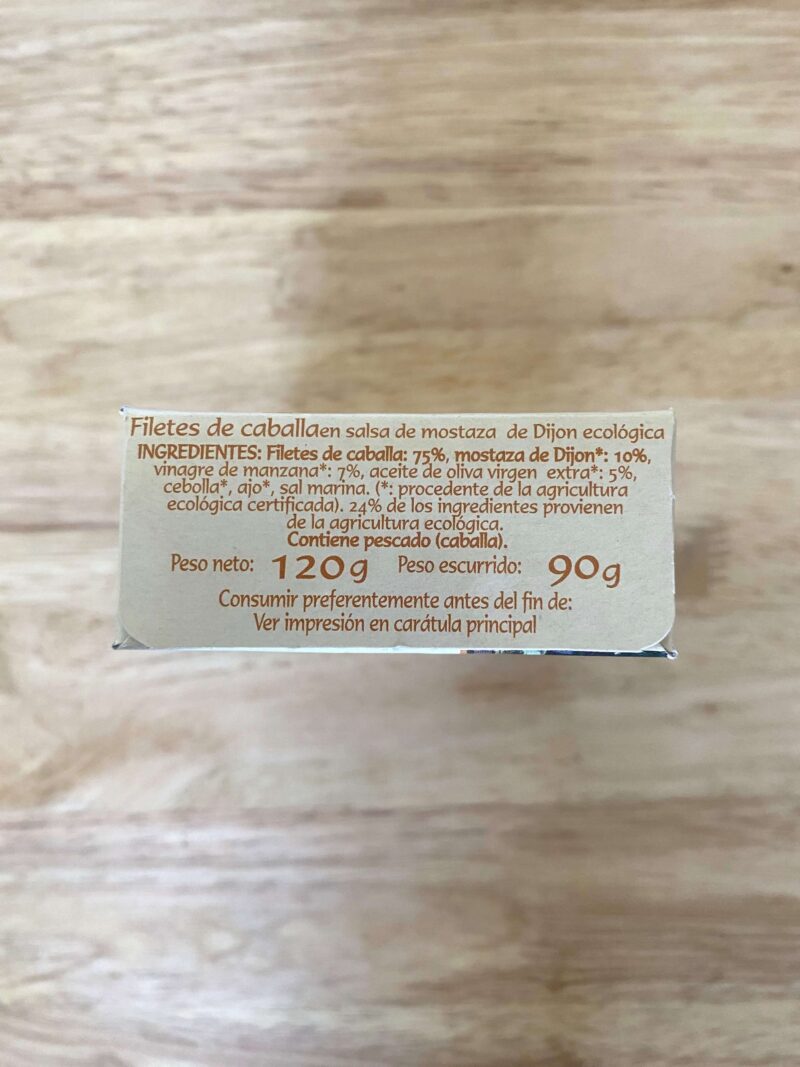 Filetes de caballa en salsa de mostaza de Dijon ecológica
INGREDIENTES: Filetes de caballa: 75%, mostaza de Dijon*: 10%,
vinagre de manzana*: 7%, aceite de oliva virgen extra*: 5%,
cebolla*, ajo*, sal marina. (*: procedente de la agricultura
ecológica certificada). 24% de los ingredientes provienen
de la agricultura ecológica.
Contiene pescado (caballa).
Peso neto: 120g Peso escurrido: 90g
Consumir preferentemente antes del fin de:
Ver impresión en carátula principal